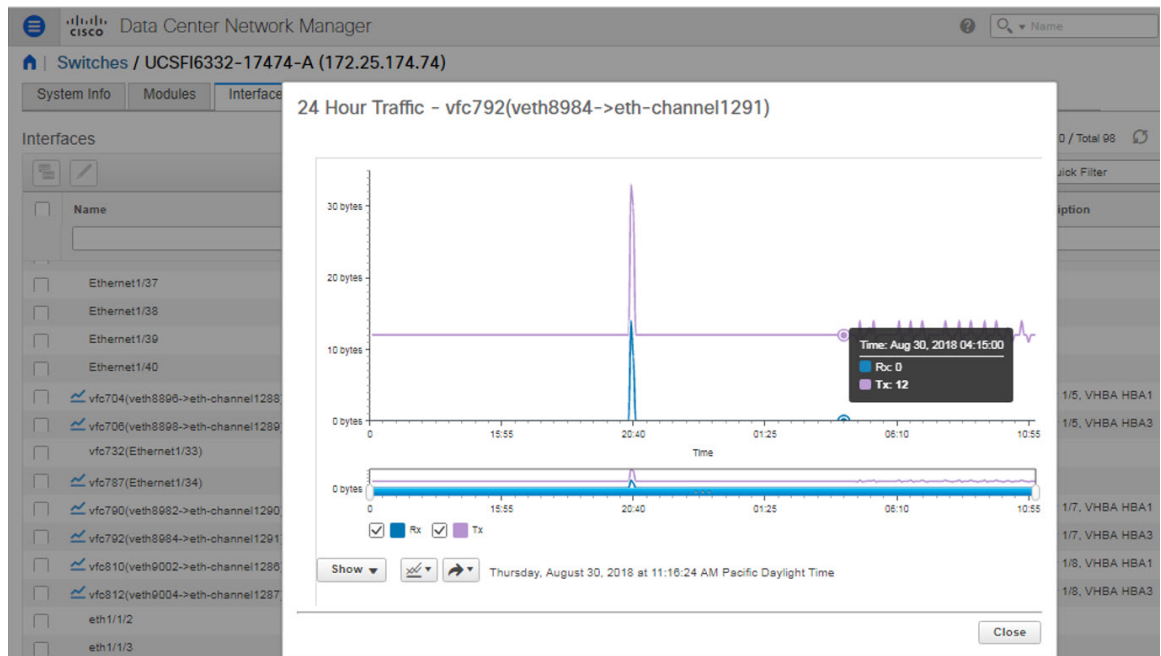 CISCO Data Center Network Manager
Name
Switches / UCSFI6332-17474-A (172.25.174.74)
System Info
Modules
Interface
24 Hour Traffic - vfc792(veth8984->eth-channel1291)
Interfaces
0 / Total 98
uick Filter
Name
iption
30 bytes
20 bytes
10 bytes
0 bytes
Time: Aug 30, 2018 04:15:00
Rx: 0
Tx: 12
0
15:55
20:40
01:25
06:10
10:55
Time
0 bytes
0
15:55
20:40
01:25
06:10
10:55
Rx
Tx
Show
Thursday, August 30, 2018 at 11:16:24 AM Pacific Daylight Time
Close
Ethernet1/37
Ethernet1/38
Ethernet1/39
Ethernet1/40
vfc704(veth8896->eth-channel1288
1/5, VHBA HBA1
vfc706(veth8898->eth-channel1289
1/5, VHBA HBA3
vfc732(Ethernet1/33)
vfc787(Ethernet1/34)
vfc790(veth8982->eth-channel1290
1/7, VHBA HBA1
vfc792(veth8984->eth-channel1291
1/7, VHBA HBA3
vfc810(veth9002->eth-channel1286
1/8, VHBA HBA1
vfc812(veth9004->eth-channel1287
1/8, VHBA HBA3
eth1/1/2
eth1/1/3